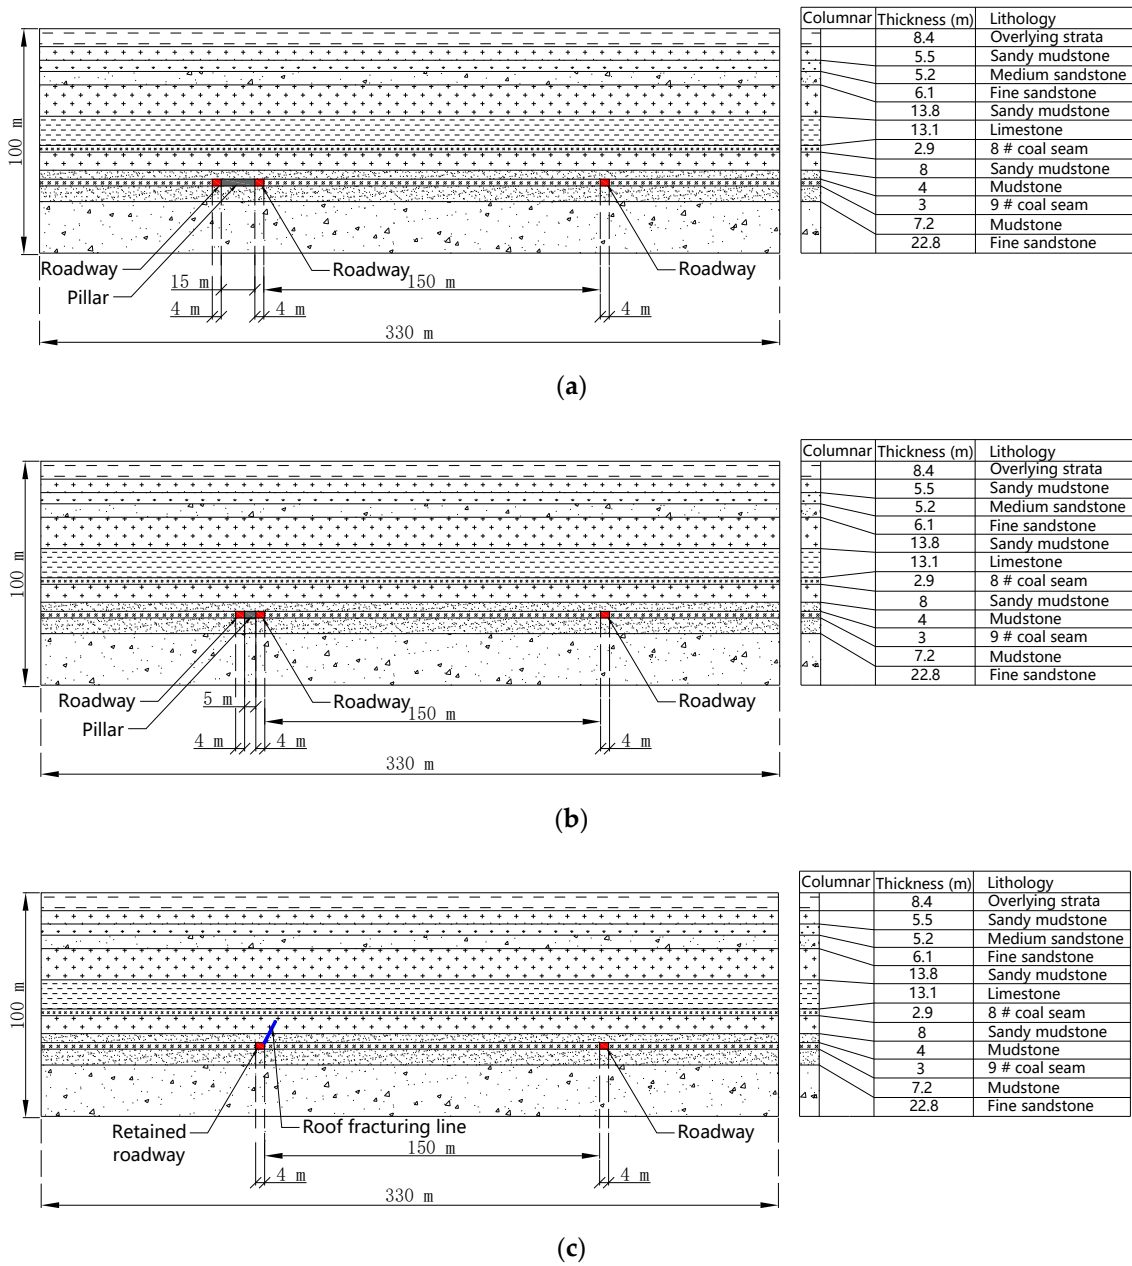 Columnar Thickness (m) Lithology
8.4 Overlying strata
5.5 Sandy mudstone
5.2 Medium sandstone
6.1 Fine sandstone
13.8 Sandy mudstone
13.1 Limestone
2.9 8 # coal seam
8 Sandy mudstone
4 Mudstone
3 9 # coal seam
7.2 Mudstone
22.8 Fine sandstone
100 m
Roadway
Roadway
Roadway
15 m
150 m
Pillar
4 m
4 m
4 m
330 m
(a)
Columnar Thickness (m) Lithology
8.4 Overlying strata
5.5 Sandy mudstone
5.2 Medium sandstone
6.1 Fine sandstone
13.8 Sandy mudstone
13.1 Limestone
2.9 8 # coal seam
8 Sandy mudstone
4 Mudstone
3 9 # coal seam
7.2 Mudstone
22.8 Fine sandstone
100 m
Roadway
5 m
Roadway
Roadway
150 m
Pillar
4 m
4 m
4 m
330 m
(b)
Columnar Thickness (m) Lithology
8.4 Overlying strata
5.5 Sandy mudstone
5.2 Medium sandstone
6.1 Fine sandstone
13.8 Sandy mudstone
13.1 Limestone
2.9 8 # coal seam
8 Sandy mudstone
4 Mudstone
3 9 # coal seam
7.2 Mudstone
22.8 Fine sandstone
100 m
Retained
roadway
Roof fracturing line
Roadway
150 m
4 m
4 m
330 m
(c)